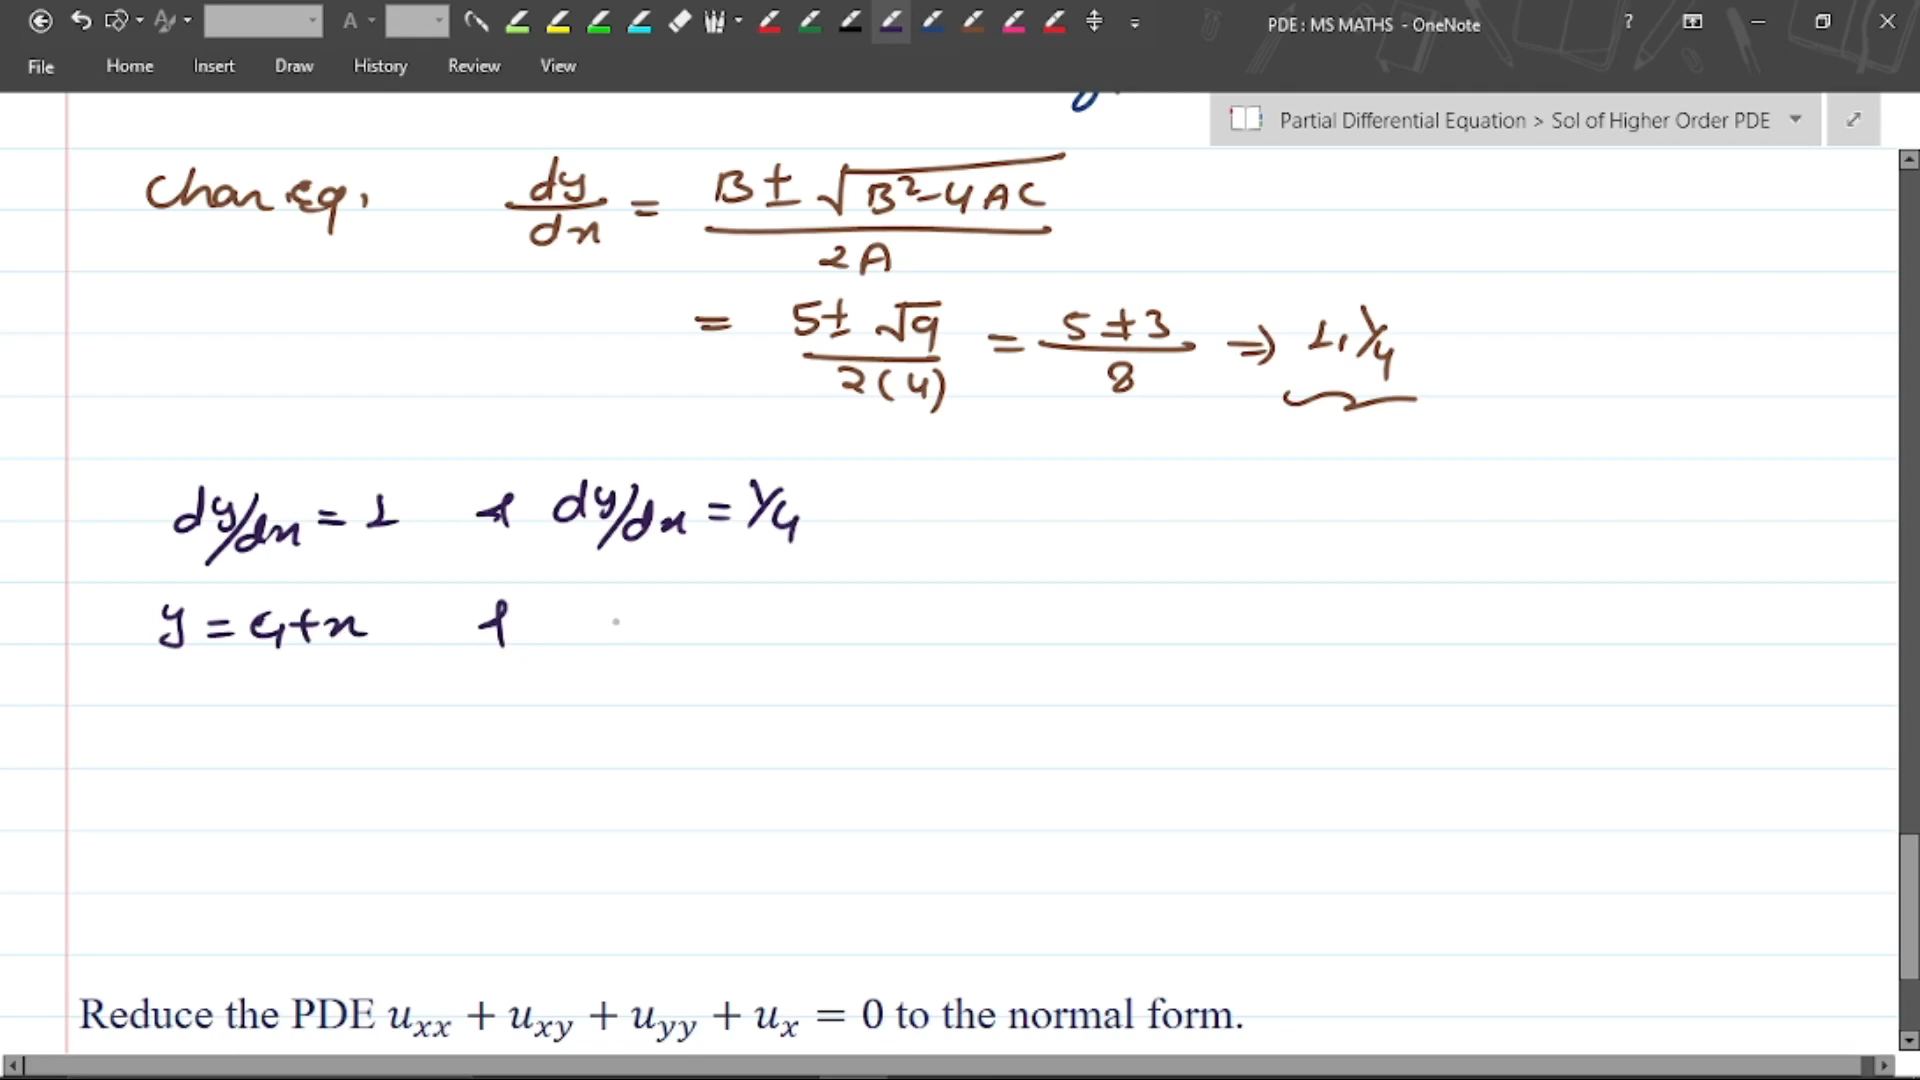 PDE : MS MATHS - OneNote
File Home Insert Draw History Review View
Partial Differential Equation > Sol of Higher Order PDE
Char Eq. dy/dx = B ± √B²-4AC / 2A
= 5 ± √9 / 2(4) = 5 ± 3 / 8 ⇒ 1, 1/4
dy/dx = 1 & dy/dx = 1/4
y = c₁+x &
Reduce the PDE uₓₓ + uₓᵧ + uᵧᵧ + uₓ = 0 to the normal form.